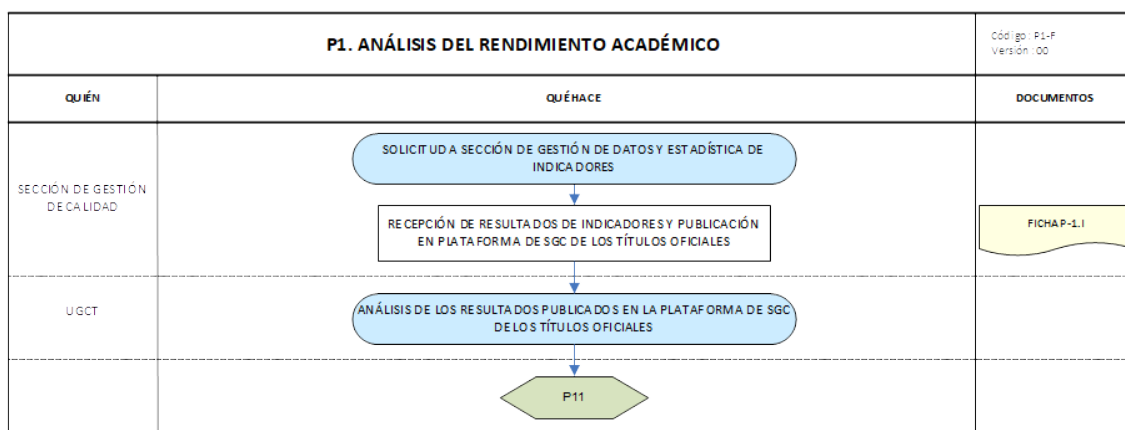 P1. ANÁLISIS DEL RENDIMIENTO ACADÉMICO
Código: P1-F
Versión: 00
QUIÉN
QUÉ HACE
DOCUMENTOS
SECCIÓN DE GESTIÓN
DE CALIDAD
SOLICITUD A SECCIÓN DE GESTIÓN DE DATOS Y ESTADÍSTICA DE
INDICADORES
RECEPCIÓN DE RESULTADOS DE INDICADORES Y PUBLICACIÓN
EN PLATAFORMA DE SGC DE LOS TÍTULOS OFICIALES
FICHA P-1.I
UGCT
ANÁLISIS DE LOS RESULTADOS PUBLICADOS EN LA PLATAFORMA DE SGC
DE LOS TÍTULOS OFICIALES
P11